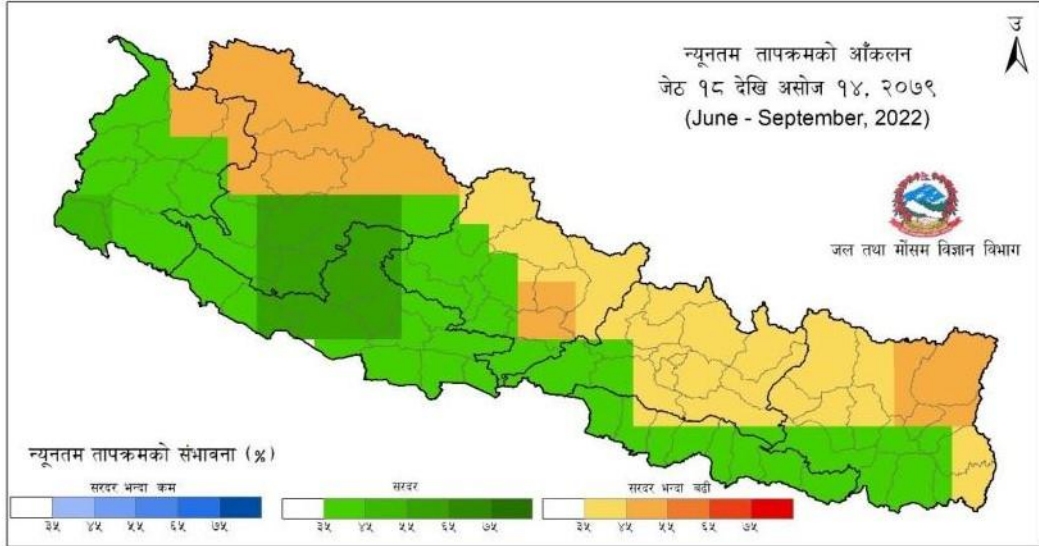 उ
न्यूनतम तापक्रमको आँकलन
जेठ १८ देखि असोज १४, २०७९
(June - September, 2022)
जल तथा मौसम विज्ञान विभाग
न्यूनतम तापक्रमको संभावना (%)
सरदर भन्दा कम
३५ ४५ ५५ ६५ ७५
सरदर
३५ ४५ ५५ ६५ ७५
सरदर भन्दा बढी
३५ ४५ ५५ ६५ ७५